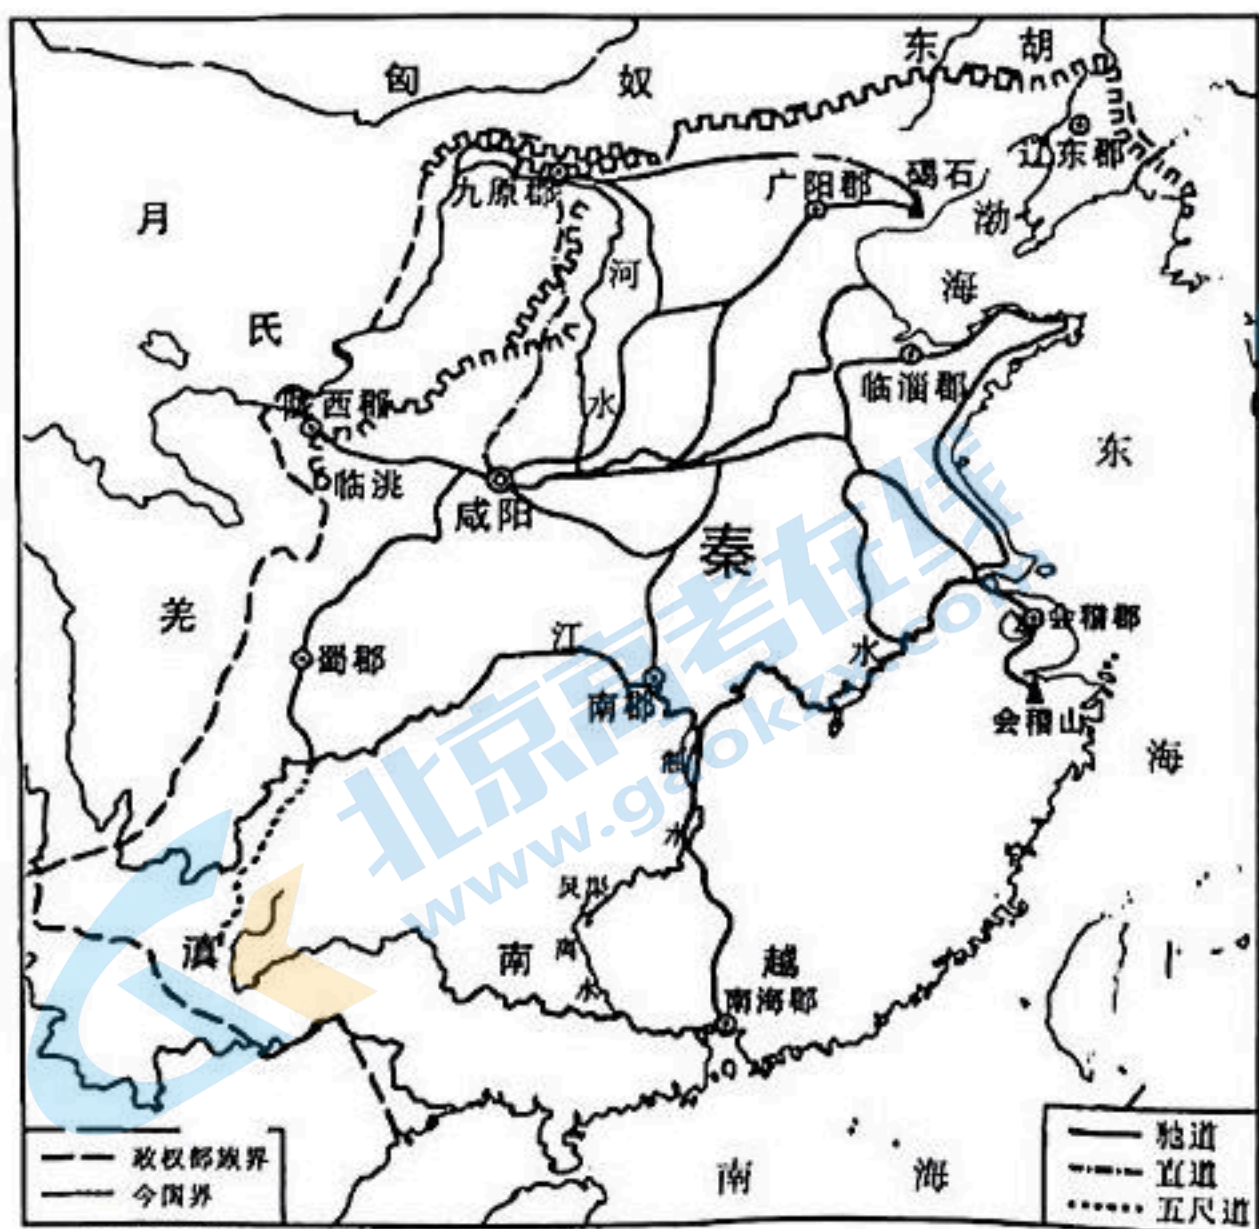 东 胡
匈 奴
辽东郡
碣石
广阳郡
九原郡
月 氏
渤 海
河 水
临淄郡
陇西郡
临洮
咸阳
东 海
秦
羌
江 水
会稽郡
蜀郡
南郡
会稽山
湘水
灵渠
离水
滇
南 越
南海郡
南 海
政权部族界
今国界
驰道
直道
五尺道
北京高考在线
www.gaokzx.com